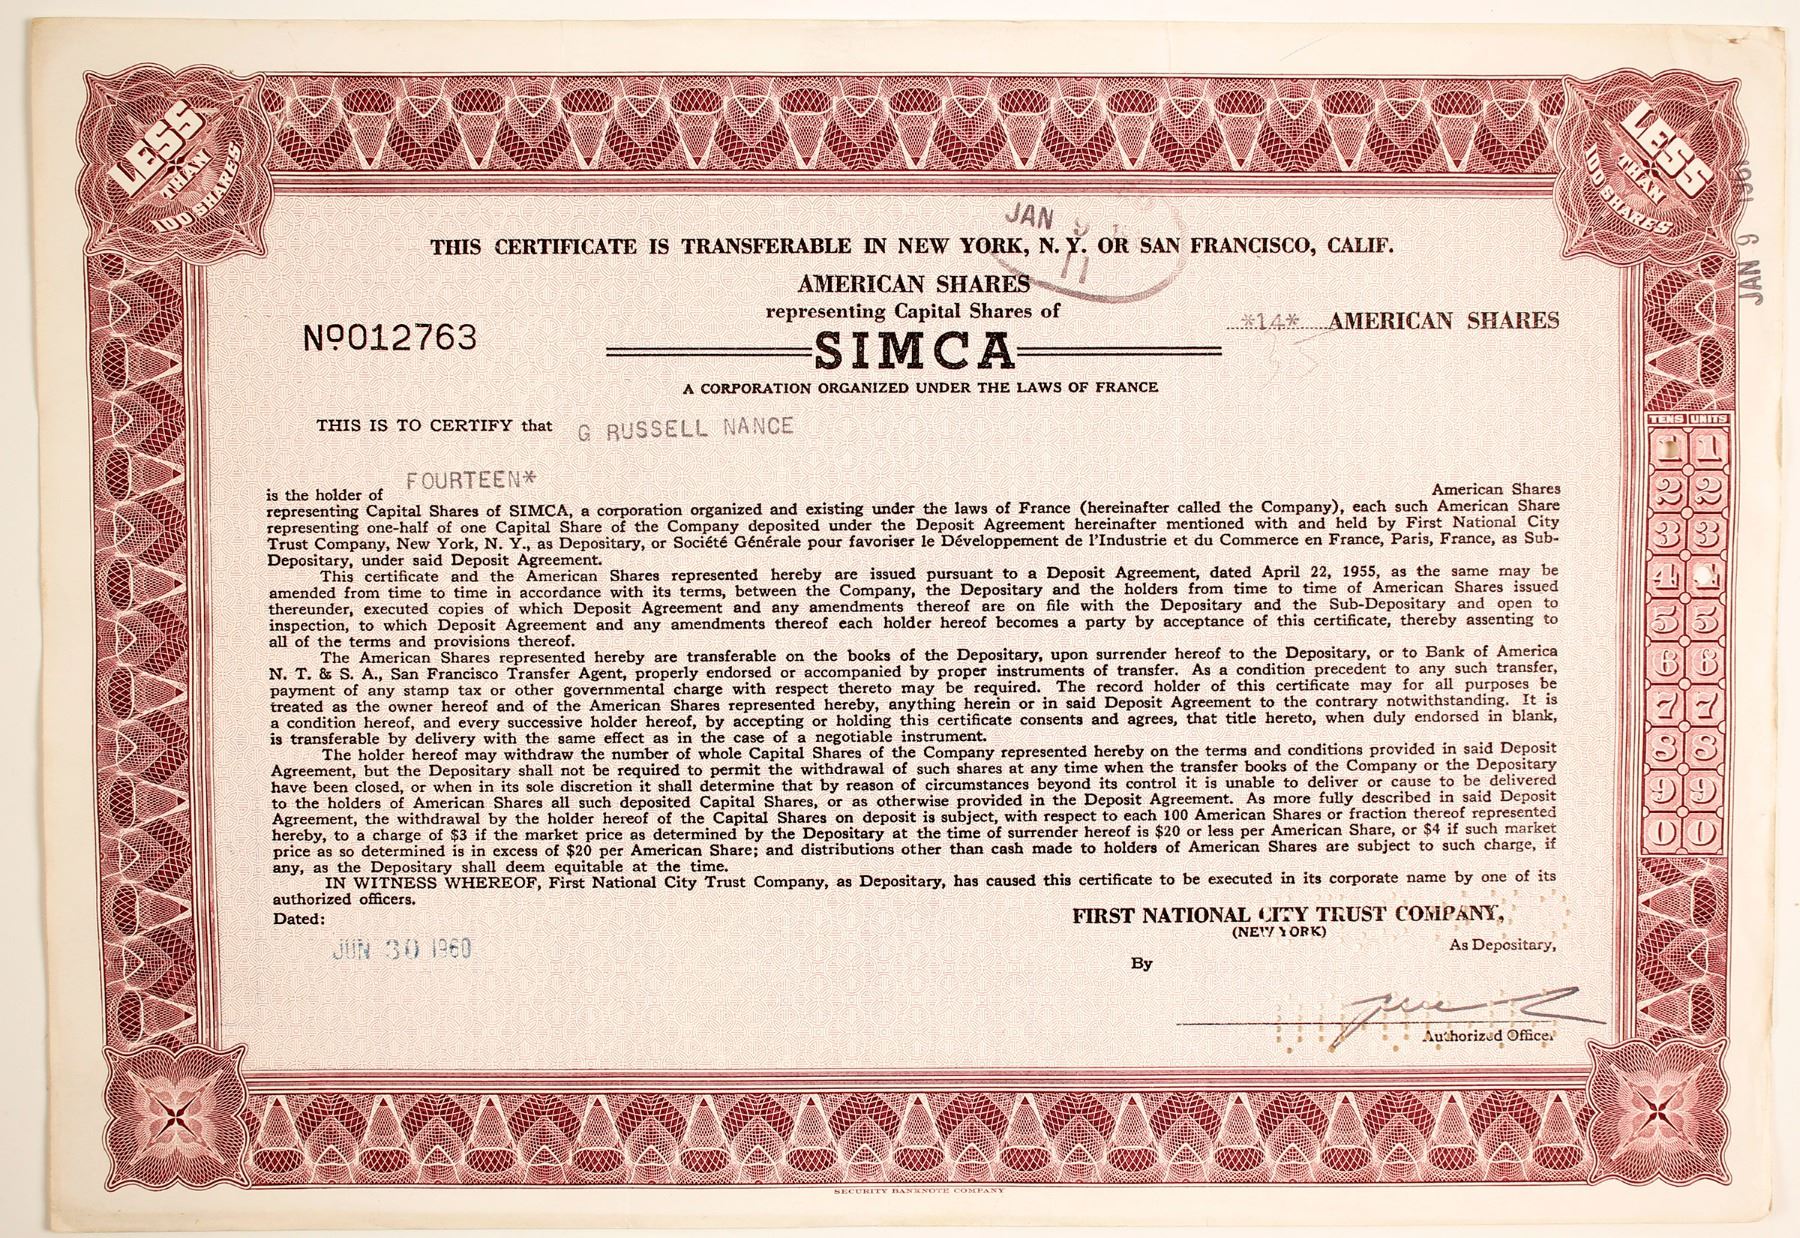 LESS
THAN
100 SHARES
LESS
THAN
100 SHARES
JAN 9
11
JAN 9
THIS CERTIFICATE IS TRANSFERABLE IN NEW YORK, N. Y. OR SAN FRANCISCO, CALIF.
AMERICAN SHARES
representing Capital Shares of
Nº012763
*14* AMERICAN SHARES
SIMCA
A CORPORATION ORGANIZED UNDER THE LAWS OF FRANCE
THIS IS TO CERTIFY that G RUSSELL NANCE
FOURTEEN*
is the holder of American Shares
representing Capital Shares of SIMCA, a corporation organized and existing under the laws of France (hereinafter called the Company), each such American Share
representing one-half of one Capital Share of the Company deposited under the Deposit Agreement hereinafter mentioned with and held by First National City
Trust Company, New York, N. Y., as Depositary, or Société Générale pour favoriser le Développement de l'Industrie et du Commerce en France, Paris, France, as Sub-
Depositary, under said Deposit Agreement.
This certificate and the American Shares represented hereby are issued pursuant to a Deposit Agreement, dated April 22, 1955, as the same may be
amended from time to time in accordance with its terms, between the Company, the Depositary and the holders from time to time of American Shares issued
thereunder, executed copies of which Deposit Agreement and any amendments thereof are on file with the Depositary and the Sub-Depositary and open to
inspection, to which Deposit Agreement and any amendments thereof each holder hereof becomes a party by acceptance of this certificate, thereby assenting to
all of the terms and provisions thereof.
The American Shares represented hereby are transferable on the books of the Depositary, upon surrender hereof to the Depositary, or to Bank of America
N. T. & S. A., San Francisco Transfer Agent, properly endorsed or accompanied by proper instruments of transfer. As a condition precedent to any such transfer,
payment of any stamp tax or other governmental charge with respect thereto may be required. The record holder of this certificate may for all purposes be
treated as the owner hereof and of the American Shares represented hereby, anything herein or in said Deposit Agreement to the contrary notwithstanding. It is
a condition hereof, and every successive holder hereof, by accepting or holding this certificate consents and agrees, that title hereto, when duly endorsed in blank,
is transferable by delivery with the same effect as in the case of a negotiable instrument.
The holder hereof may withdraw the number of whole Capital Shares of the Company represented hereby on the terms and conditions provided in said Deposit
Agreement, but the Depositary shall not be required to permit the withdrawal of such shares at any time when the transfer books of the Company or the Depositary
have been closed, or when in its sole discretion it shall determine that by reason of circumstances beyond its control it is unable to deliver or cause to be delivered
to the holders of American Shares all such deposited Capital Shares, or as otherwise provided in the Deposit Agreement. As more fully described in said Deposit
Agreement, the withdrawal by the holder hereof of the Capital Shares on deposit is subject, with respect to each 100 American Shares or fraction thereof represented
hereby, to a charge of $3 if the market price as determined by the Depositary at the time of surrender hereof is $20 or less per American Share, or $4 if such market
price as so determined is in excess of $20 per American Share; and distributions other than cash made to holders of American Shares are subject to such charge, if
any, as the Depositary shall deem equitable at the time.
IN WITNESS WHEREOF, First National City Trust Company, as Depositary, has caused this certificate to be executed in its corporate name by one of its
authorized officers.
Dated:
JUN 30 1960
FIRST NATIONAL CITY TRUST COMPANY,
(NEW YORK)
As Depositary,
By
Authorized Officer
TENS UNITS
1 1
2 2
3 3
4 4
5 5
6 6
7 7
8 8
9 9
0 0
SECURITY BANKNOTE COMPANY